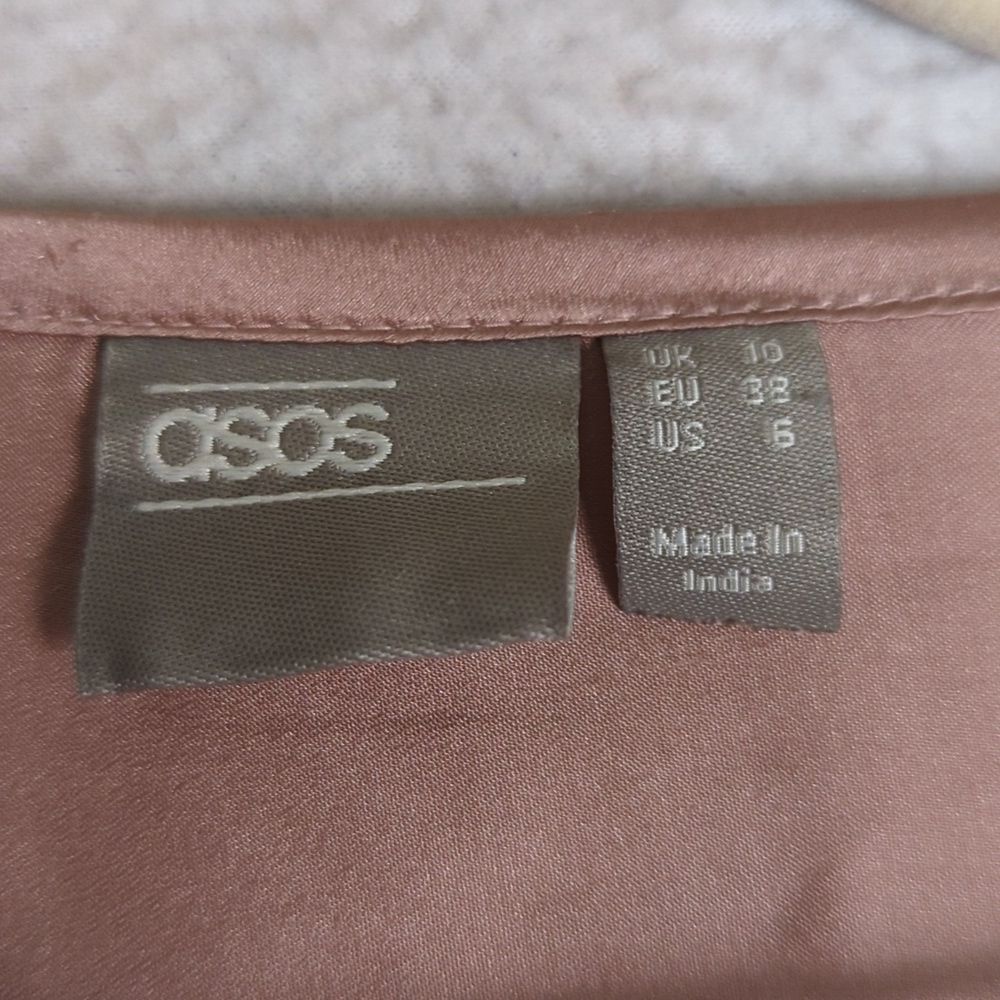 asos
UK 10
EU 38
US 6
Made In
India